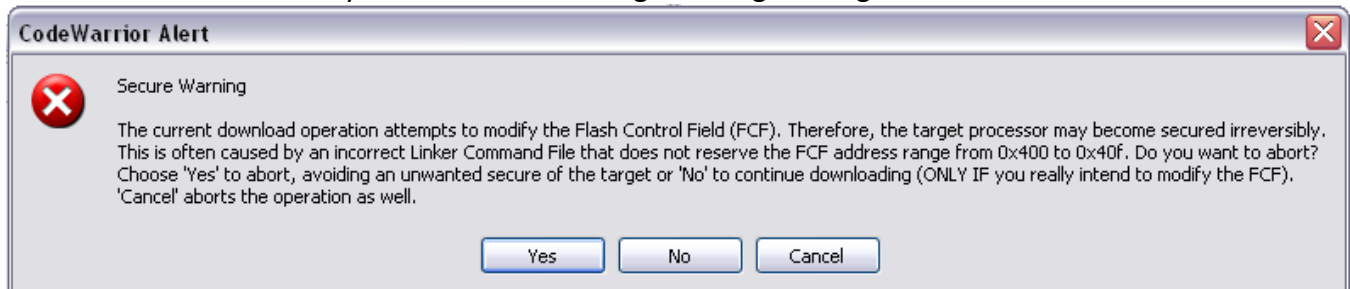 CodeWarrior Alert
Secure Warning
The current download operation attempts to modify the Flash Control Field (FCF). Therefore, the target processor may become secured irreversibly.
This is often caused by an incorrect Linker Command File that does not reserve the FCF address range from 0x400 to 0x40f. Do you want to abort?
Choose 'Yes' to abort, avoiding an unwanted secure of the target or 'No' to continue downloading (ONLY IF you really intend to modify the FCF).
'Cancel' aborts the operation as well.
Yes No Cancel